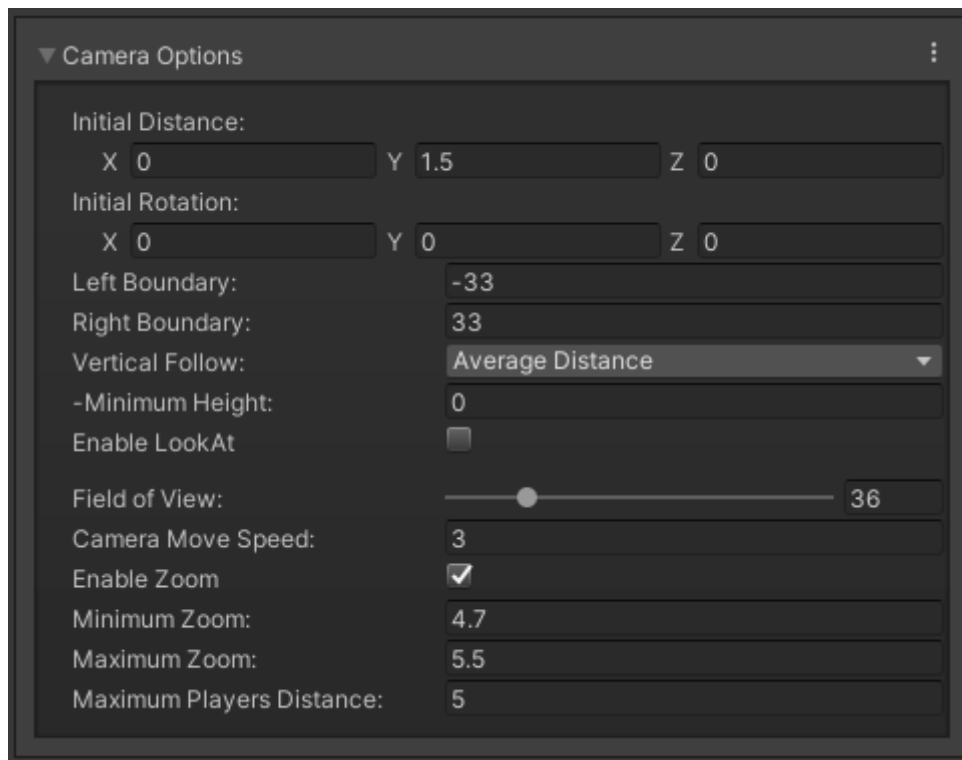 Camera Options
Initial Distance:
X 0 Y 1.5 Z 0
Initial Rotation:
X 0 Y 0 Z 0
Left Boundary: -33
Right Boundary: 33
Vertical Follow: Average Distance
-Minimum Height: 0
Enable LookAt
Field of View: 36
Camera Move Speed: 3
Enable Zoom
Minimum Zoom: 4.7
Maximum Zoom: 5.5
Maximum Players Distance: 5